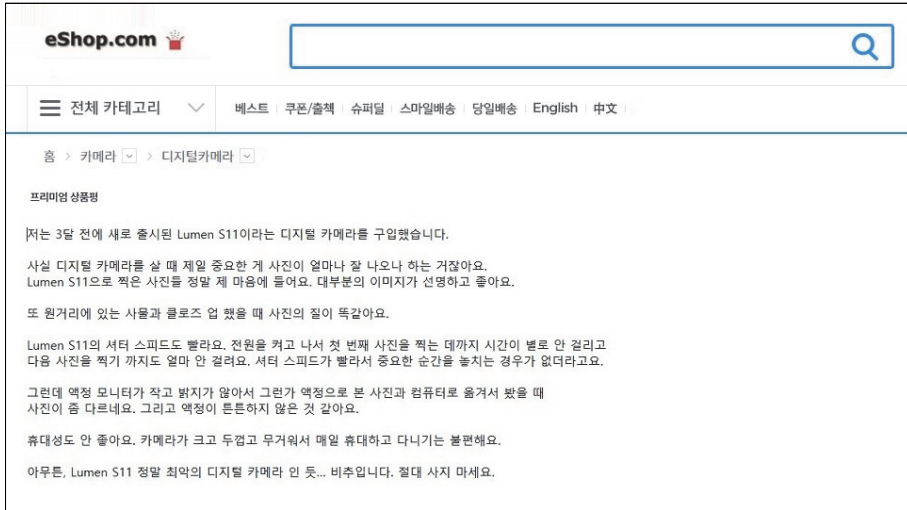 eShop.com
전체 카테고리
베스트 쿠폰/출첵 슈퍼딜 스마일배송 당일배송 English 中文
홈 > 카메라 > 디지털카메라
프리미엄 상품평
저는 3달 전에 새로 출시된 Lumen S11이라는 디지털 카메라를 구입했습니다.
사실 디지털 카메라를 살 때 제일 중요한 게 사진이 얼마나 잘 나오나 하는 거잖아요.
Lumen S11으로 찍은 사진들 정말 제 마음에 들어요. 대부분의 이미지가 선명하고 좋아요.
또 원거리에 있는 사물과 클로즈 업 했을 때 사진의 질이 똑같아요.
Lumen S11의 셔터 스피드도 빨라요. 전원을 켜고 나서 첫 번째 사진을 찍는 데까지 시간이 별로 안 걸리고
다음 사진을 찍기 까지도 얼마 안 걸려요. 셔터 스피드가 빨라서 중요한 순간을 놓치는 경우가 없더라고요.
그런데 액정 모니터가 작고 밝지가 않아서 그런가 액정으로 본 사진과 컴퓨터로 옮겨서 봤을 때
사진이 좀 다르네요. 그리고 액정이 튼튼하지 않은 것 같아요.
휴대성도 안 좋아요. 카메라가 크고 두껍고 무거워서 매일 휴대하고 다니기는 불편해요.
아무튼, Lumen S11 정말 최악의 디지털 카메라 인 듯... 비추입니다. 절대 사지 마세요.